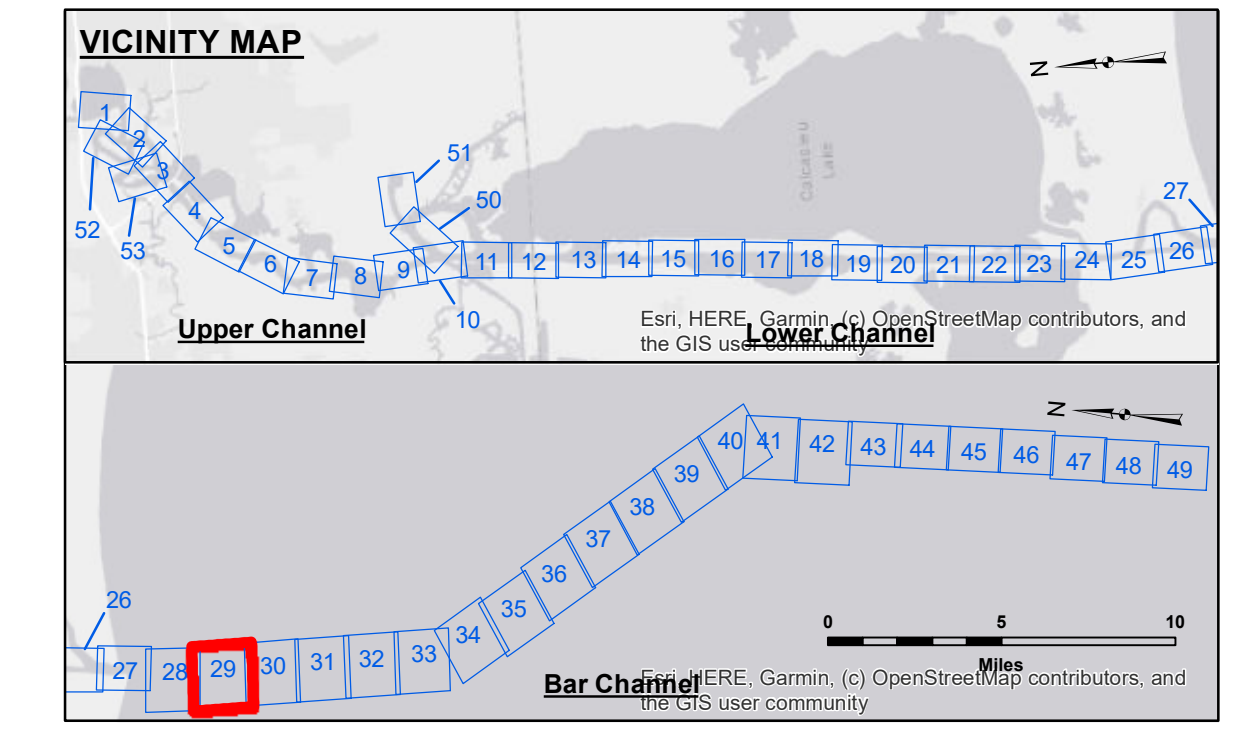 VICINITY MAP
N
1
2
3
52
53
4
5
6
7
8
9
10
51
50
11 12 13 14 15 16 17 18 19 20 21 22 23 24 25 26
27
Calcasieu
Lake
Upper Channel
Lower Channel
Esri, HERE, Garmin, (c) OpenStreetMap contributors, and
the GIS user community
N
26
27 28 29 30 31 32 33
34
35
36
37
38
39
40 41 42 43 44 45 46 47 48 49
0 5 10
Miles
Bar Channel
Esri, HERE, Garmin, (c) OpenStreetMap contributors, and
the GIS user community